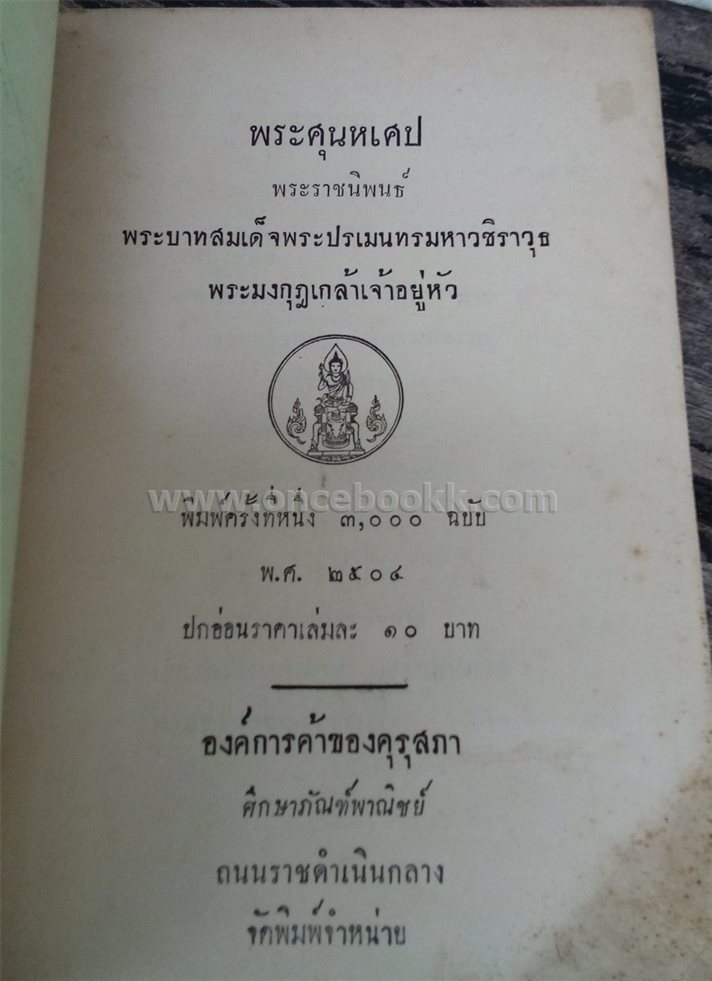 พระศุนหเศป
พระราชนิพนธ์
พระบาทสมเด็จพระปรเมนทรมหาวชิราวุธ
พระมงกุฎเกล้าเจ้าอยู่หัว
www.oncebookk.com
พิมพ์ครั้งที่หนึ่ง ๓,๐๐๐ ฉบับ
พ.ศ. ๒๕๐๔
ปกอ่อนราคาเล่มละ ๑๐ บาท
องค์การค้าของคุรุสภา
ศึกษาภัณฑ์พาณิชย์
ถนนราชดำเนินกลาง
จัดพิมพ์จำหน่าย